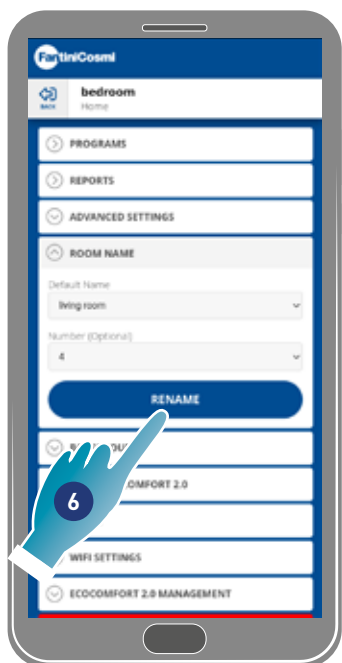 FantiniCosmi
BACK
bedroom
Home
PROGRAMS
REPORTS
ADVANCED SETTINGS
ROOM NAME
Default Name
living room
Number (Optional)
4
RENAME
6
OMFORT 2.0
WIFI SETTINGS
ECOCOMFORT 2.0 MANAGEMENT